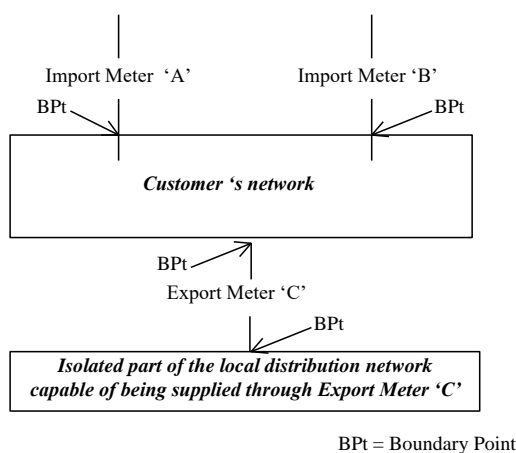 Import Meter ‘A’
Import Meter ‘B’
BPt
BPt
Customer ‘s network
BPt
Export Meter ‘C’
BPt
Isolated part of the local distribution network
capable of being supplied through Export Meter ‘C’
BPt = Boundary Point